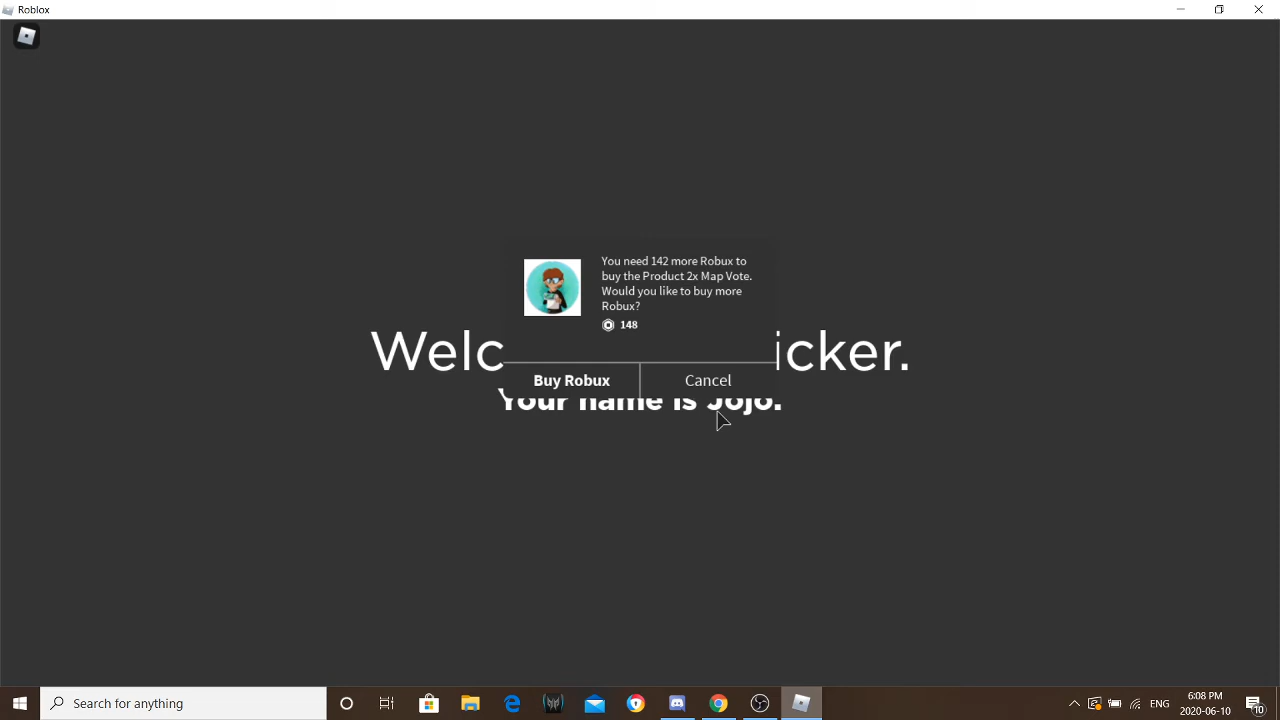 Roblox
You need 142 more Robux to
buy the Product 2x Map Vote.
Would you like to buy more
Robux?
148
Welc icker.
Buy Robux Cancel
Your name is Jojo.
Search for anything
ENG
6:08 PM
2020-06-10
10